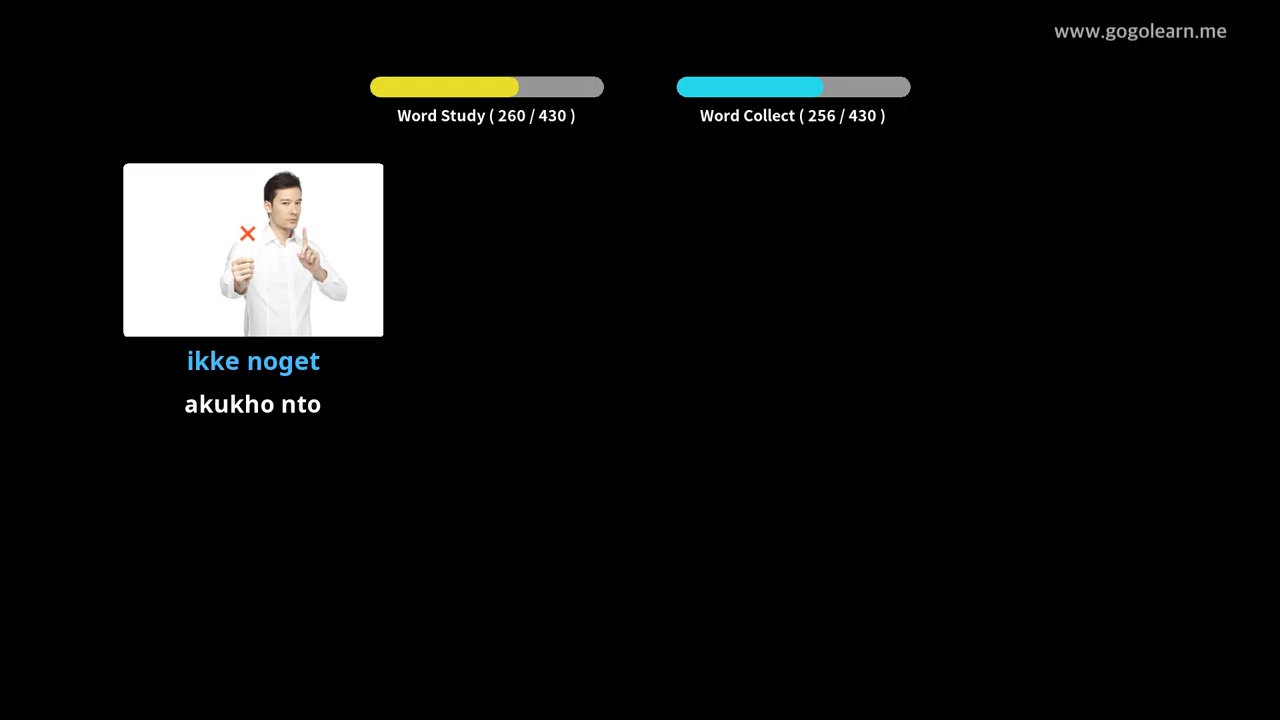 www.gogolearn.me
Word Study ( 260 / 430 )
Word Collect ( 256 / 430 )
ikke noget
akukho nto